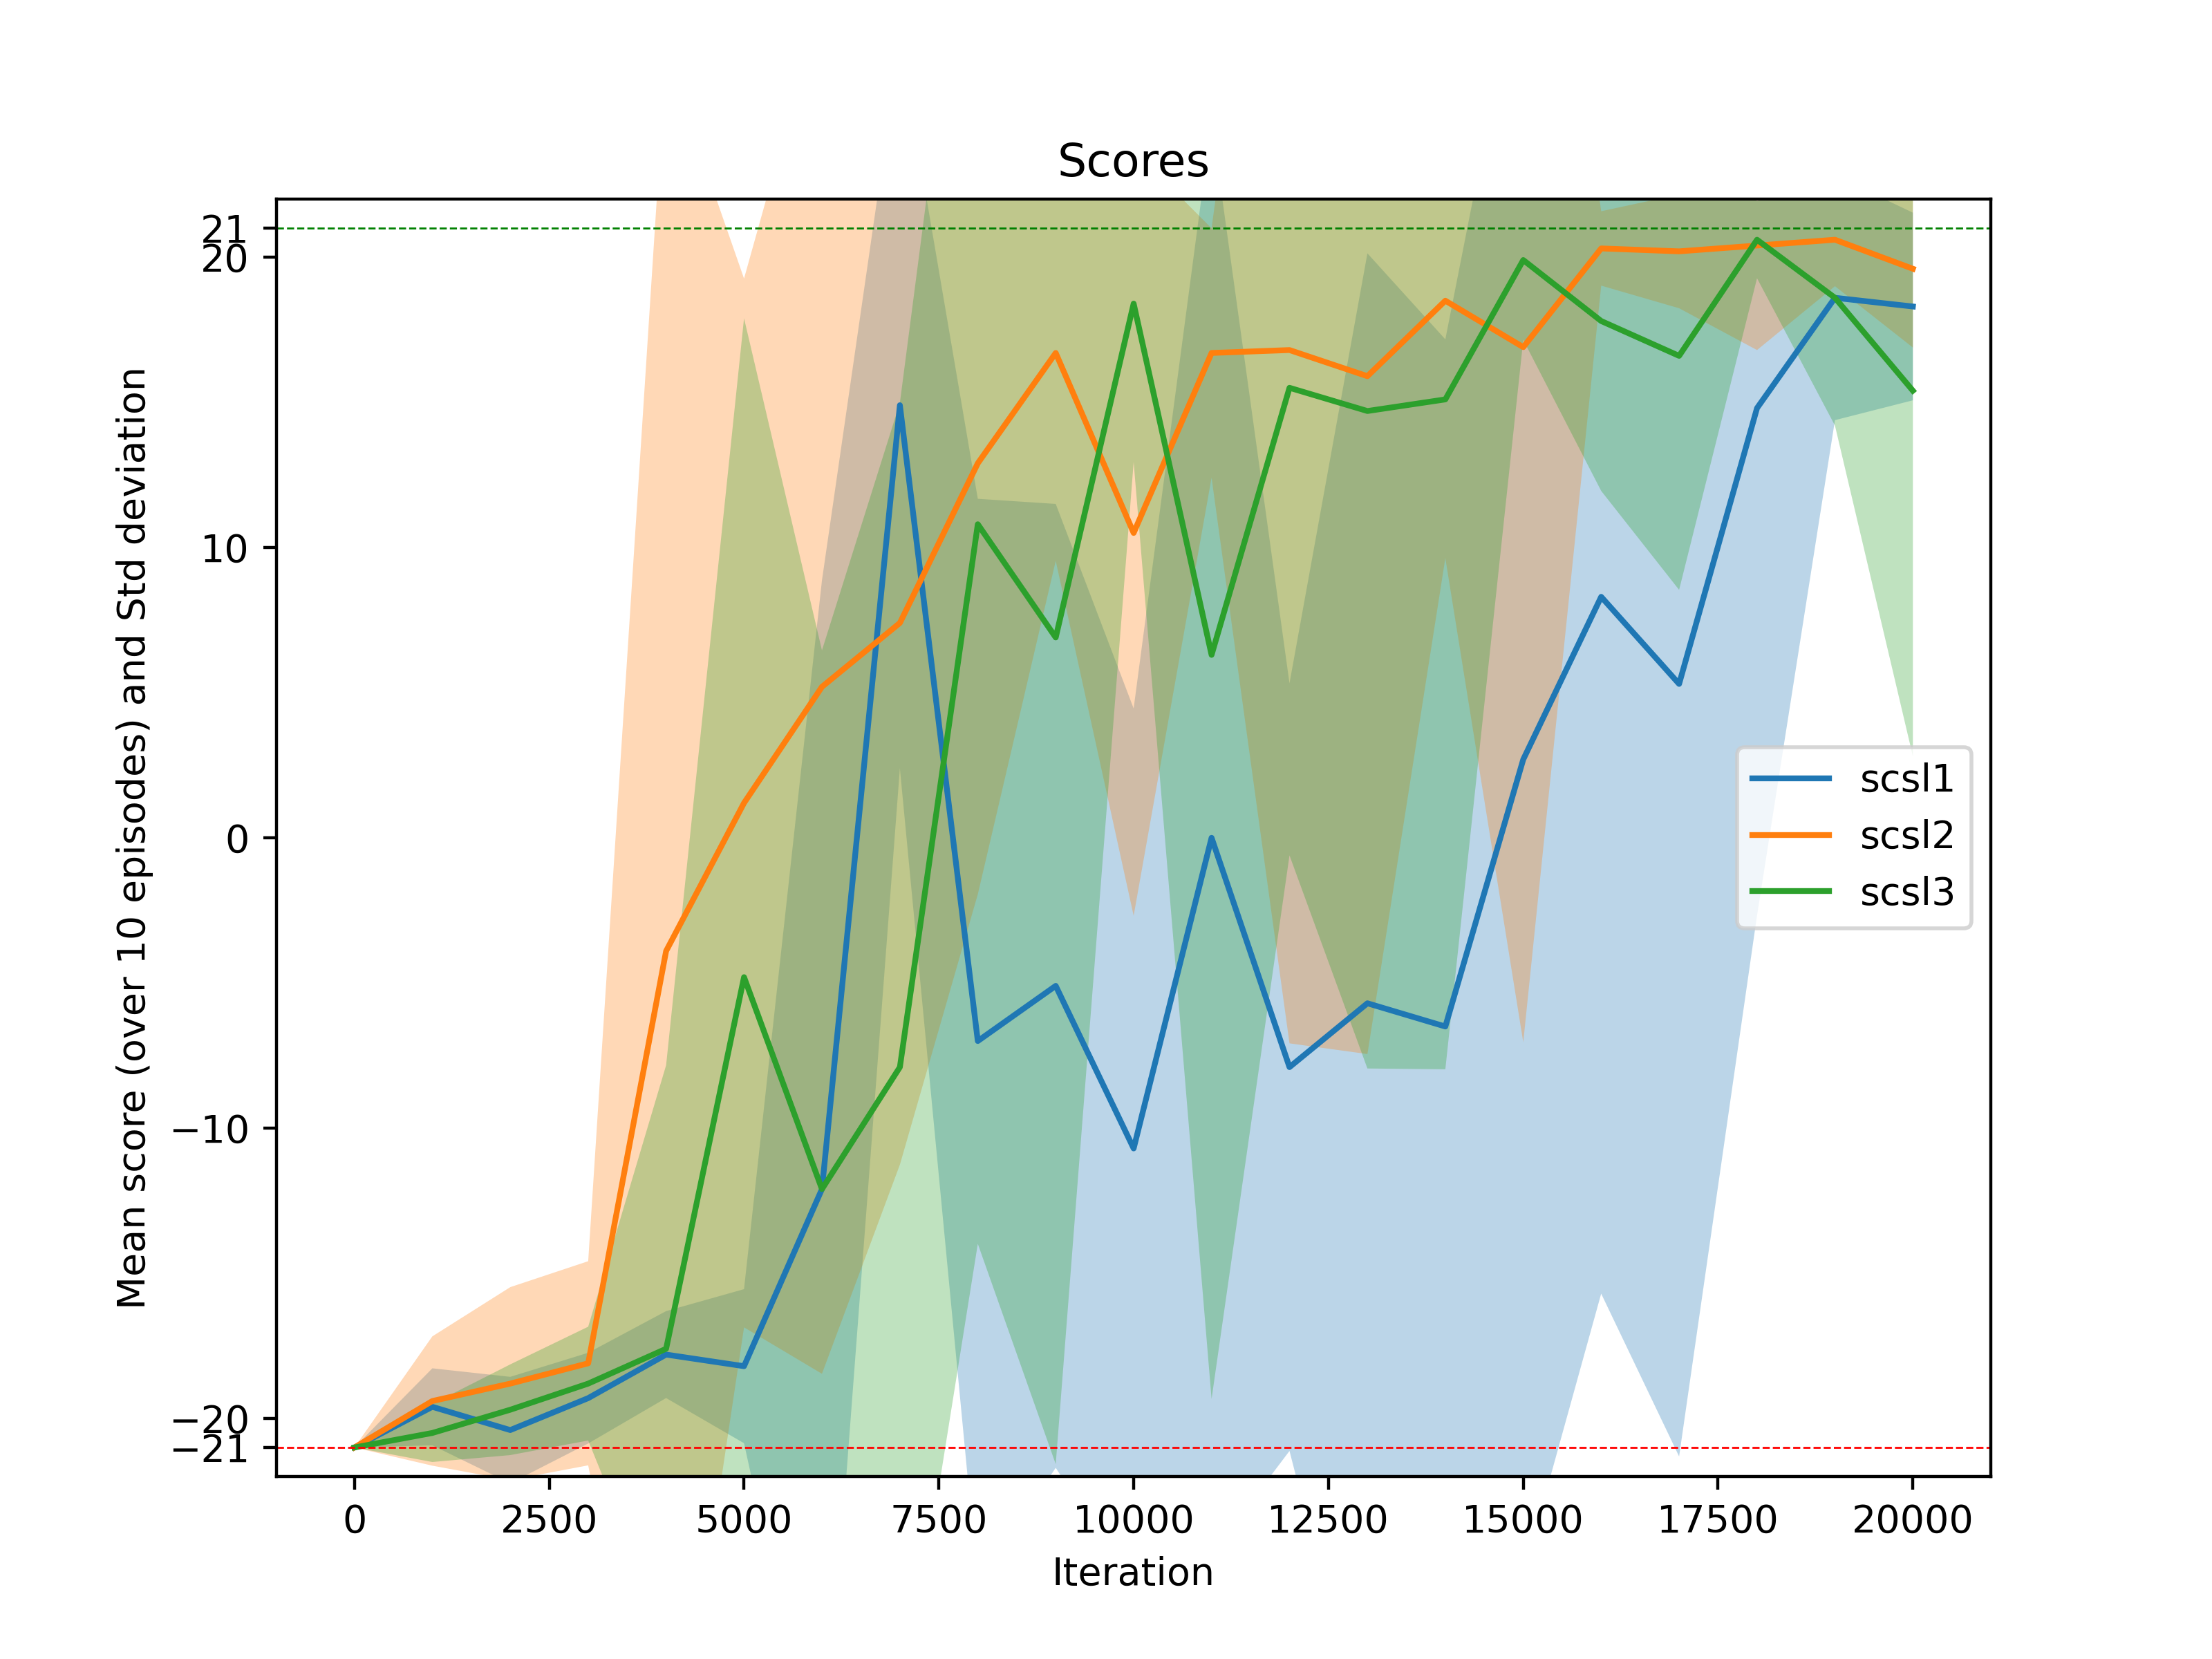 Scores
Mean score (over 10 episodes) and Std deviation
21
20
10
0
−10
−20
−21
scsl1
scsl2
scsl3
0 2500 5000 7500 10000 12500 15000 17500 20000
Iteration